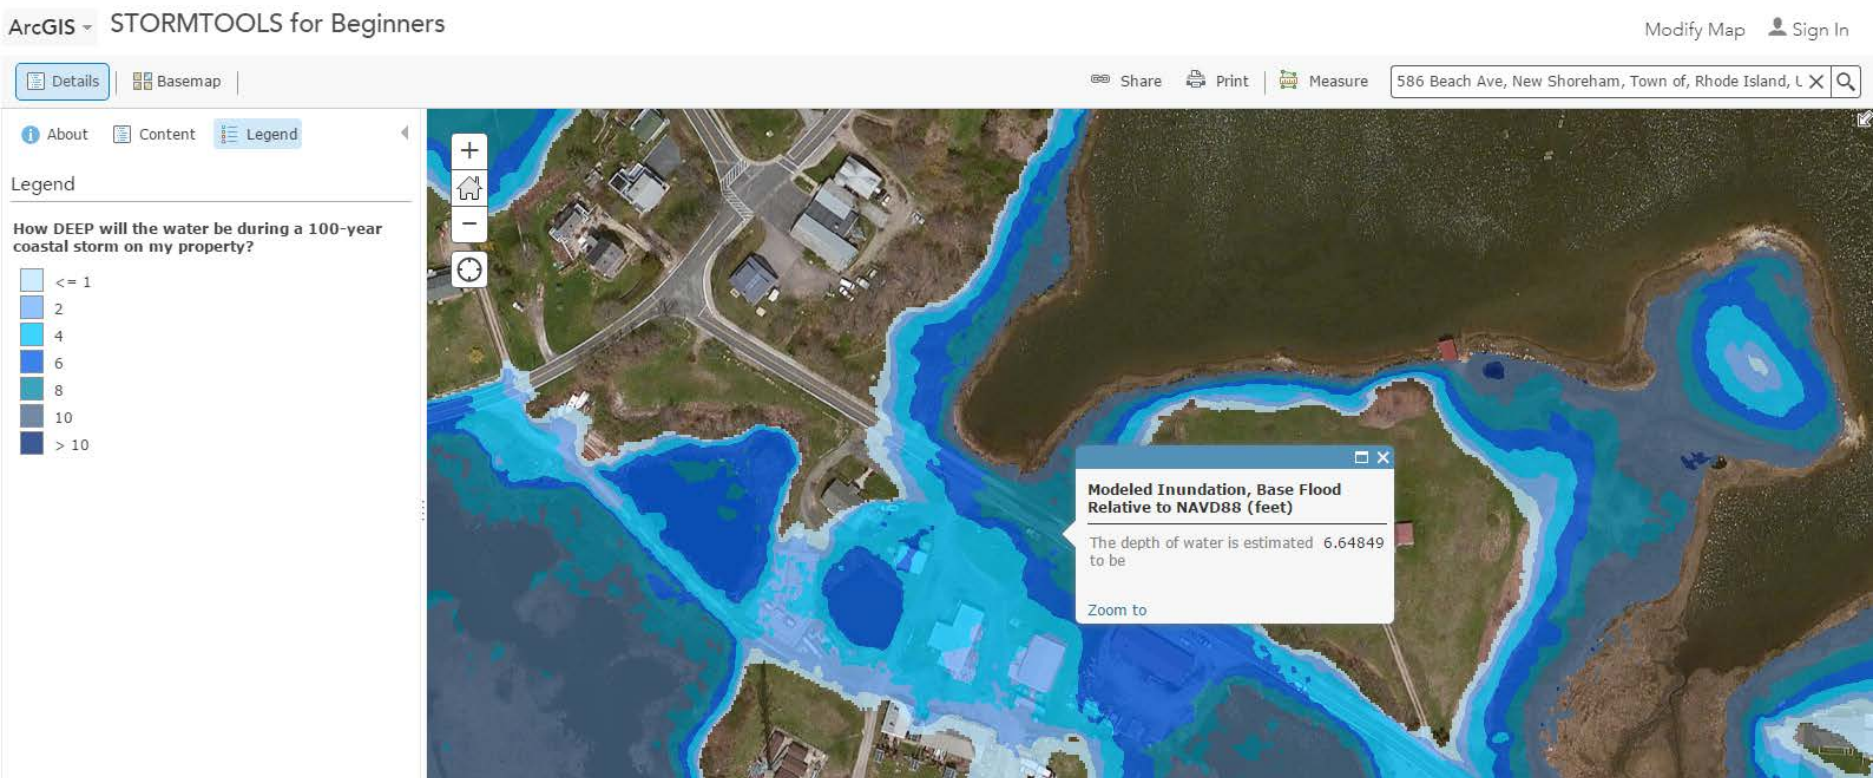 ArcGIS STORMTOOLS for Beginners
Modify Map Sign In
Details Basemap
Share Print Measure 586 Beach Ave, New Shoreham, Town of, Rhode Island, U
About Content Legend
Legend
How DEEP will the water be during a 100-year
coastal storm on my property?
<= 1
2
4
6
8
10
> 10
Modeled Inundation, Base Flood
Relative to NAVD88 (feet)
The depth of water is estimated 6.64849
to be
Zoom to